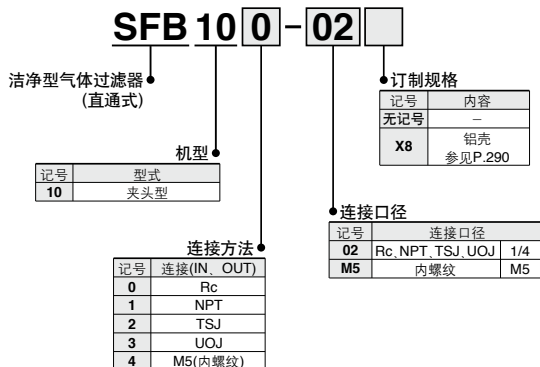 SFB 10 0 - 02
洁净型气体过滤器
(直通式)
机型
记号 型式
10 夹头型
连接方法
记号 连接(IN、OUT)
0 Rc
1 NPT
2 TSJ
3 UOJ
4 M5(内螺纹)
订制规格
记号 内容
无记号 –
X8 铝壳
参见P.290
连接口径
记号 连接口径
02 Rc、NPT、TSJ、UOJ 1/4
M5 内螺纹 M5